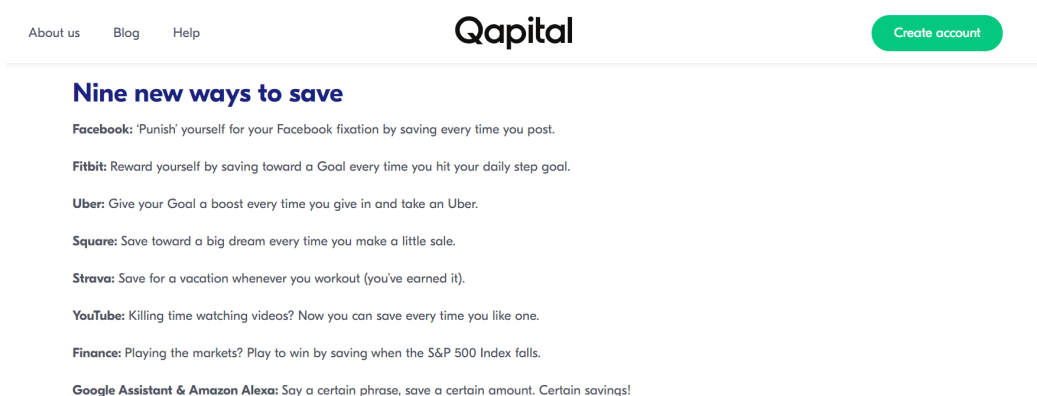 About us Blog Help Qapital Create account
Nine new ways to save
Facebook: ‘Punish’ yourself for your Facebook fixation by saving every time you post.
Fitbit: Reward yourself by saving toward a Goal every time you hit your daily step goal.
Uber: Give your Goal a boost every time you give in and take an Uber.
Square: Save toward a big dream every time you make a little sale.
Strava: Save for a vacation whenever you workout (you’ve earned it).
YouTube: Killing time watching videos? Now you can save every time you like one.
Finance: Playing the markets? Play to win by saving when the S&P 500 Index falls.
Google Assistant & Amazon Alexa: Say a certain phrase, save a certain amount. Certain savings!